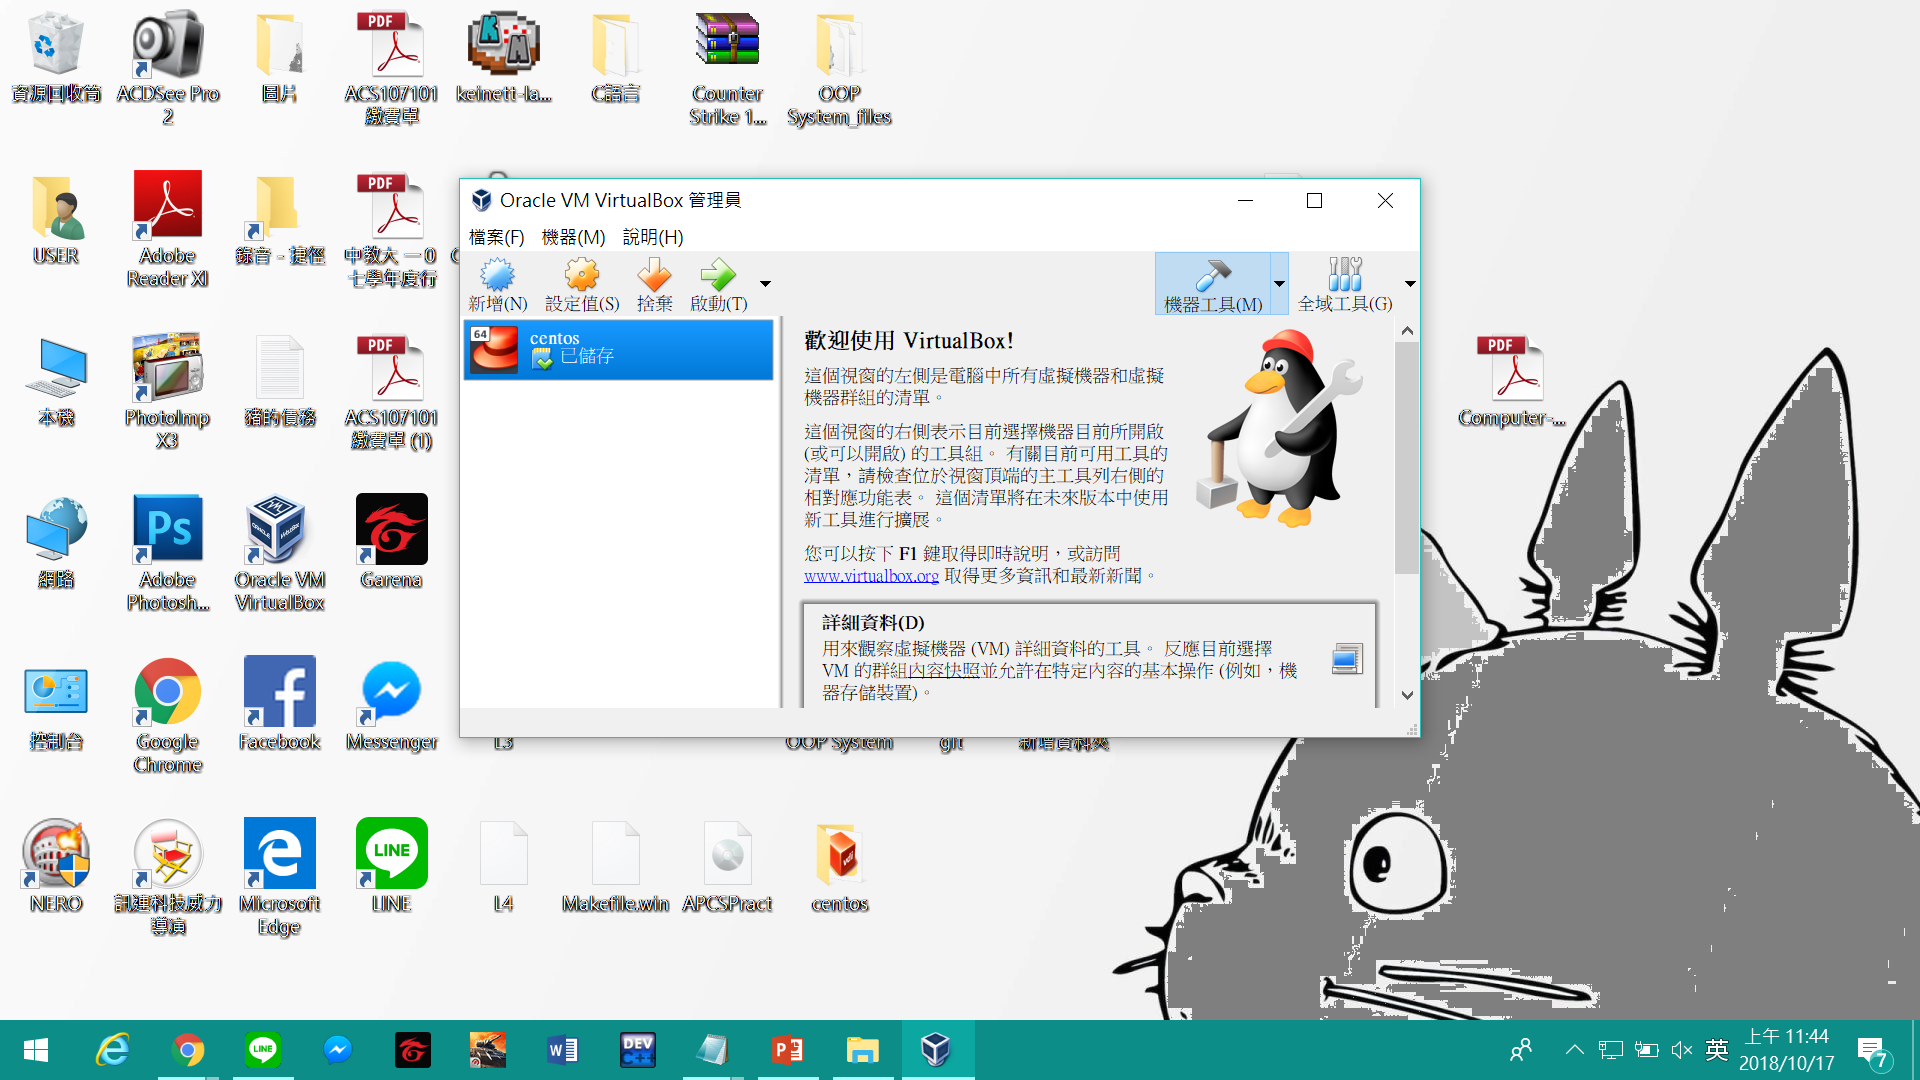 資源回收筒
ACDSee Pro 2
圖片
PDF
ACS107101
繳費單
keinett-la...
C語言
Counter
Strike 1...
OOP
System_files
USER
Adobe
Reader XI
錄音 - 捷徑
PDF
中教大 一 0
七學年度行
本機
PhotoImp
X3
豬的債務
PDF
ACS107101
繳費單 (1)
網路
Ps
Adobe
Photosh...
Oracle VM
VirtualBox
Garena
控制台
Google
Chrome
Facebook
Messenger
L3
OOP System
git
新增資料夾
NERO
訊連科技威力
導演
Microsoft
Edge
LINE
LINE
L4
Makefile.win
APCSPract
vdi
centos
PDF
Computer-...
Oracle VM VirtualBox 管理員
檔案(F) 機器(M) 說明(H)
新增(N) 設定值(S) 捨棄 啟動(T) 機器工具(M) 全域工具(G)
64
centos
已儲存
歡迎使用 VirtualBox!
這個視窗的左側是電腦中所有虛擬機器和虛擬
機器群組的清單。
這個視窗的右側表示目前選擇機器目前所開啟
(或可以開啟) 的工具組。 有關目前可用工具的
清單，請檢查位於視窗頂端的主工具列右側的
相對應功能表。 這個清單將在未來版本中使用
新工具進行擴展。
您可以按下 F1 鍵取得即時說明，或訪問
www.virtualbox.org 取得更多資訊和最新新聞。
詳細資料(D)
用來觀察虛擬機器 (VM) 詳細資料的工具。 反應目前選擇
VM 的群組內容快照並允許在特定內容的基本操作 (例如，機
器存儲裝置)。
LINE
W
DEV
C++
P
英
上午 11:44
2018/10/17
7